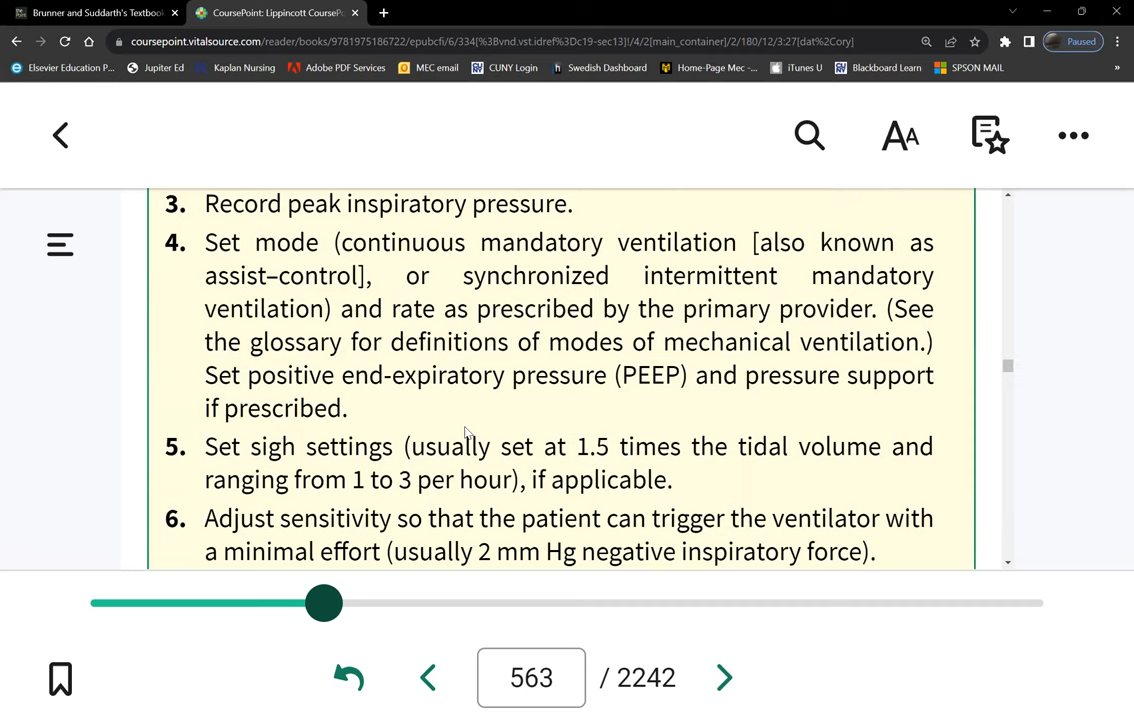 Brunner and Suddarth's Textbook
CoursePoint: Lippincott CoursePo
coursepoint.vitalsource.com/reader/books/9781975186722/epubcfi/6/334[%3Bvnd.vst.idref%3Dc19-sec13]!/4/2[main_container]/2/180/12/3:27[dat%2Cory]
Paused
Elsevier Education P...
Jupiter Ed
Kaplan Nursing
Adobe PDF Services
MEC email
CUNY Login
Swedish Dashboard
Home-Page Mec -...
iTunes U
Blackboard Learn
SPSON MAIL
»
AA
3. Record peak inspiratory pressure.
4. Set mode (continuous mandatory ventilation [also known as
assist–control], or synchronized intermittent mandatory
ventilation) and rate as prescribed by the primary provider. (See
the glossary for definitions of modes of mechanical ventilation.)
Set positive end-expiratory pressure (PEEP) and pressure support
if prescribed.
5. Set sigh settings (usually set at 1.5 times the tidal volume and
ranging from 1 to 3 per hour), if applicable.
6. Adjust sensitivity so that the patient can trigger the ventilator with
a minimal effort (usually 2 mm Hg negative inspiratory force).
563 / 2242